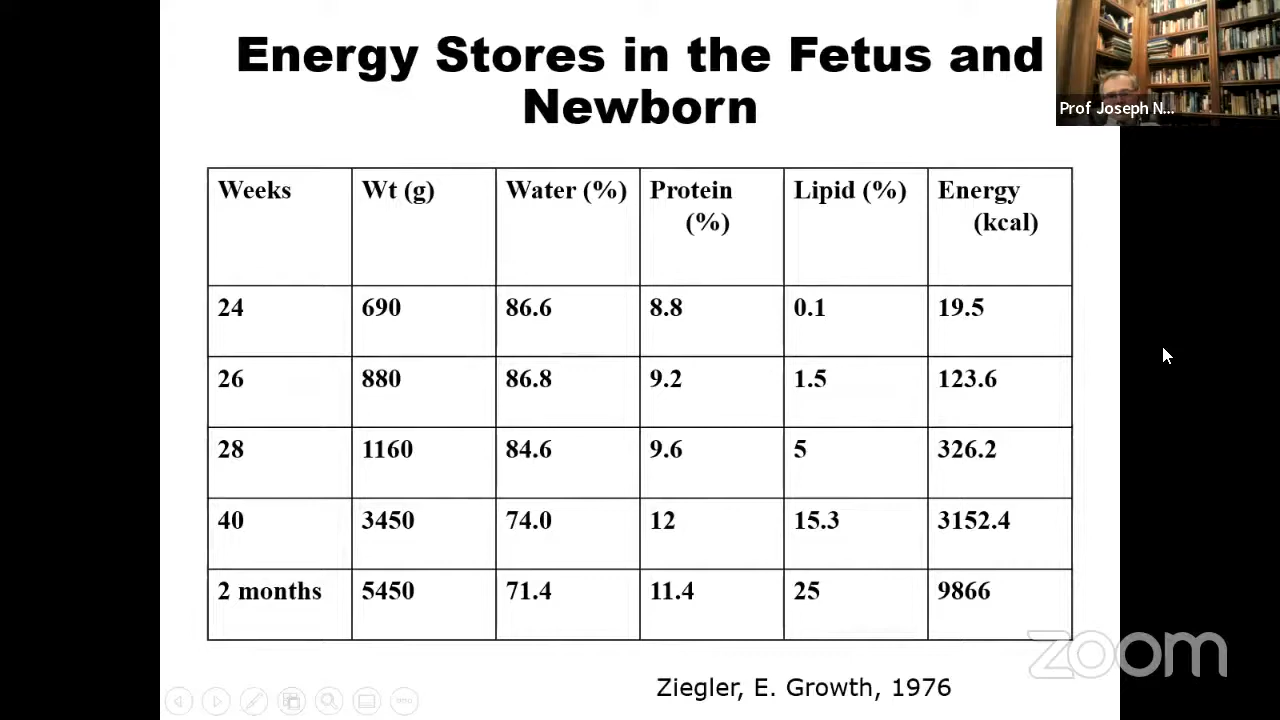 Energy Stores in the Fetus and
Newborn
Prof Joseph N...
Weeks Wt (g) Water (%) Protein (%) Lipid (%) Energy (kcal)
24 690 86.6 8.8 0.1 19.5
26 880 86.8 9.2 1.5 123.6
28 1160 84.6 9.6 5 326.2
40 3450 74.0 12 15.3 3152.4
2 months 5450 71.4 11.4 25 9866
zoom
Ziegler, E. Growth, 1976